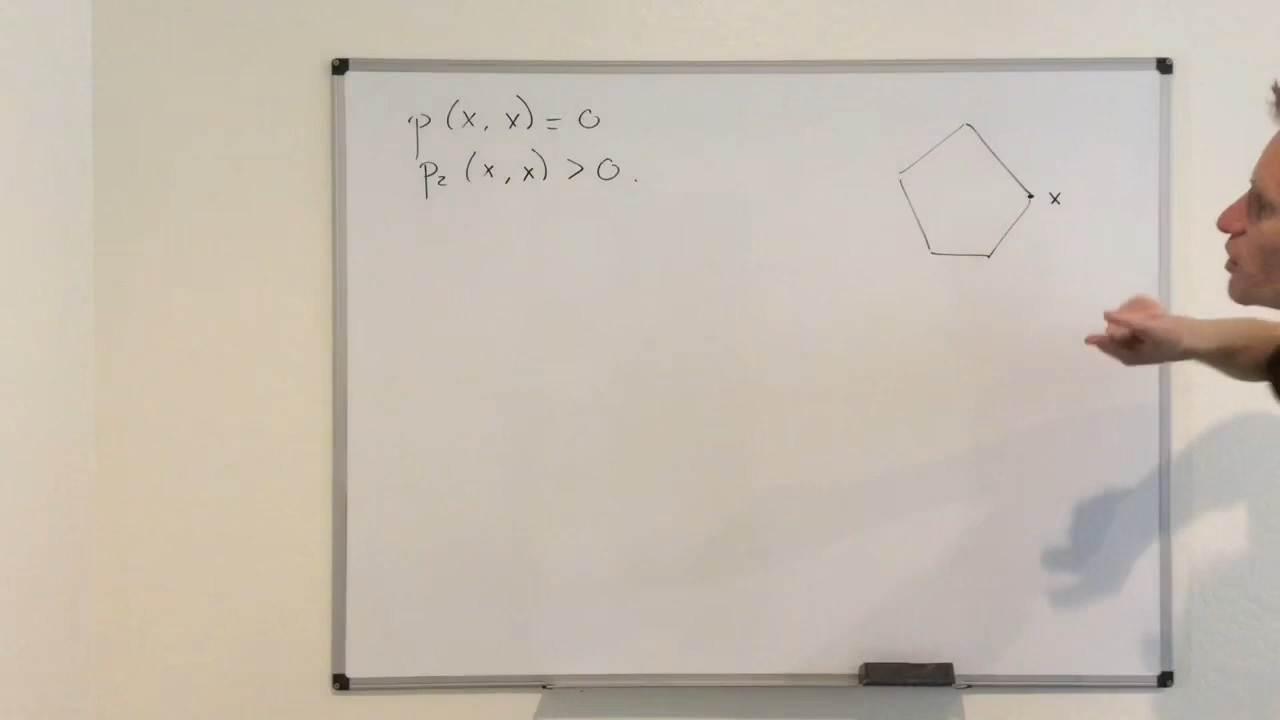 p (x, x) = 0
p₂ (x, x) > 0.
x